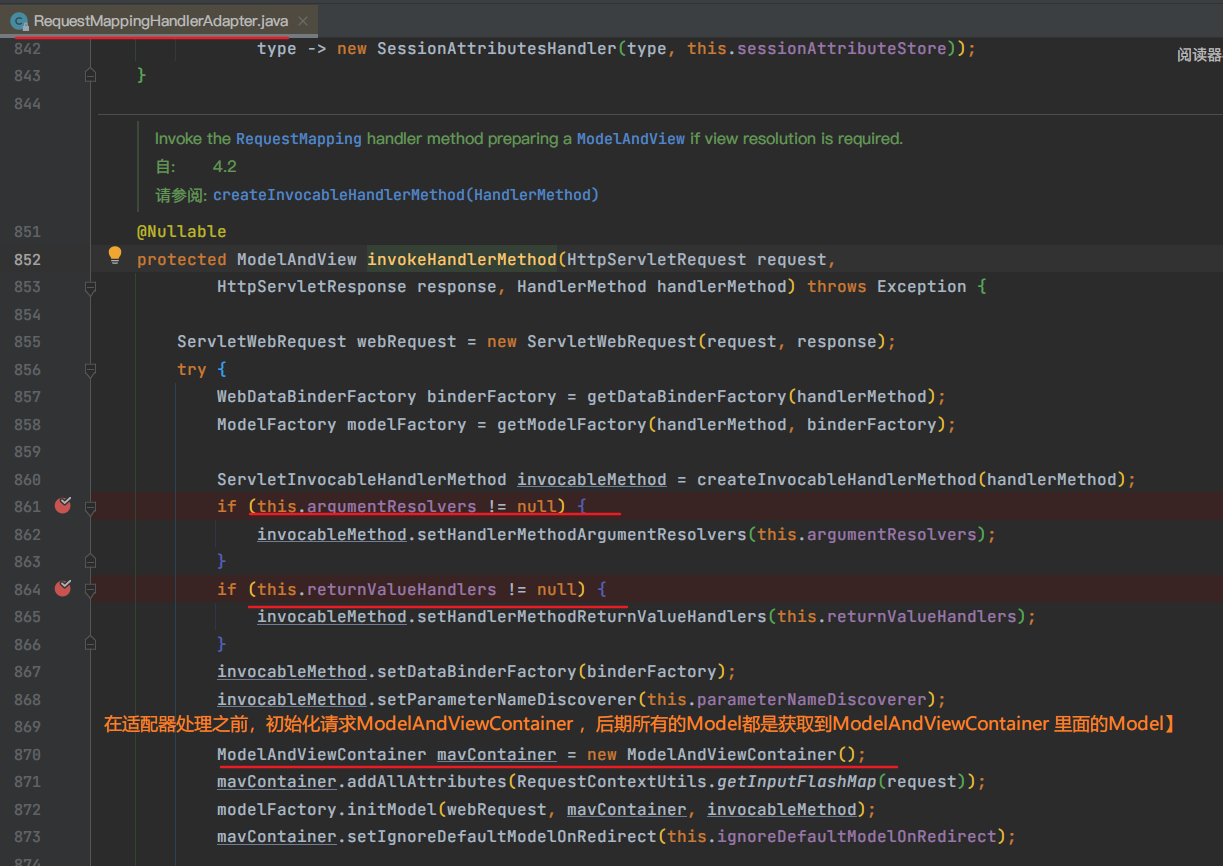 RequestMappingHandlerAdapter.java
842 type -> new SessionAttributesHandler(type, this.sessionAttributeStore));
阅读器
843 }
844
Invoke the RequestMapping handler method preparing a ModelAndView if view resolution is required.
自: 4.2
请参阅: createInvocableHandlerMethod(HandlerMethod)
851 @Nullable
852 protected ModelAndView invokeHandlerMethod(HttpServletRequest request,
853 HttpServletResponse response, HandlerMethod handlerMethod) throws Exception {
854
855 ServletWebRequest webRequest = new ServletWebRequest(request, response);
856 try {
857 WebDataBinderFactory binderFactory = getDataBinderFactory(handlerMethod);
858 ModelFactory modelFactory = getModelFactory(handlerMethod, binderFactory);
859
860 ServletInvocableHandlerMethod invocableMethod = createInvocableHandlerMethod(handlerMethod);
861 if (this.argumentResolvers != null) {
862 invocableMethod.setHandlerMethodArgumentResolvers(this.argumentResolvers);
863 }
864 if (this.returnValueHandlers != null) {
865 invocableMethod.setHandlerMethodReturnValueHandlers(this.returnValueHandlers);
866 }
867 invocableMethod.setDataBinderFactory(binderFactory);
868 invocableMethod.setParameterNameDiscoverer(this.parameterNameDiscoverer);
869 在适配器处理之前，初始化请求ModelAndViewContainer ，后期所有的Model都是获取到ModelAndViewContainer 里面的Model】
870 ModelAndViewContainer mavContainer = new ModelAndViewContainer();
871 mavContainer.addAllAttributes(RequestContextUtils.getInputFlashMap(request));
872 modelFactory.initModel(webRequest, mavContainer, invocableMethod);
873 mavContainer.setIgnoreDefaultModelOnRedirect(this.ignoreDefaultModelOnRedirect);
874